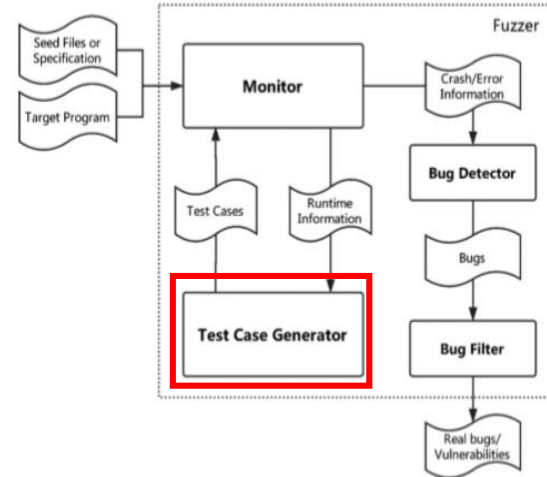 Fuzzer
Seed Files or
Specification
Target Program
Monitor
Crash/Error
Information
Bug Detector
Test Cases
Runtime
Information
Bugs
Test Case Generator
Bug Filter
Real bugs/
Vulnerabilities